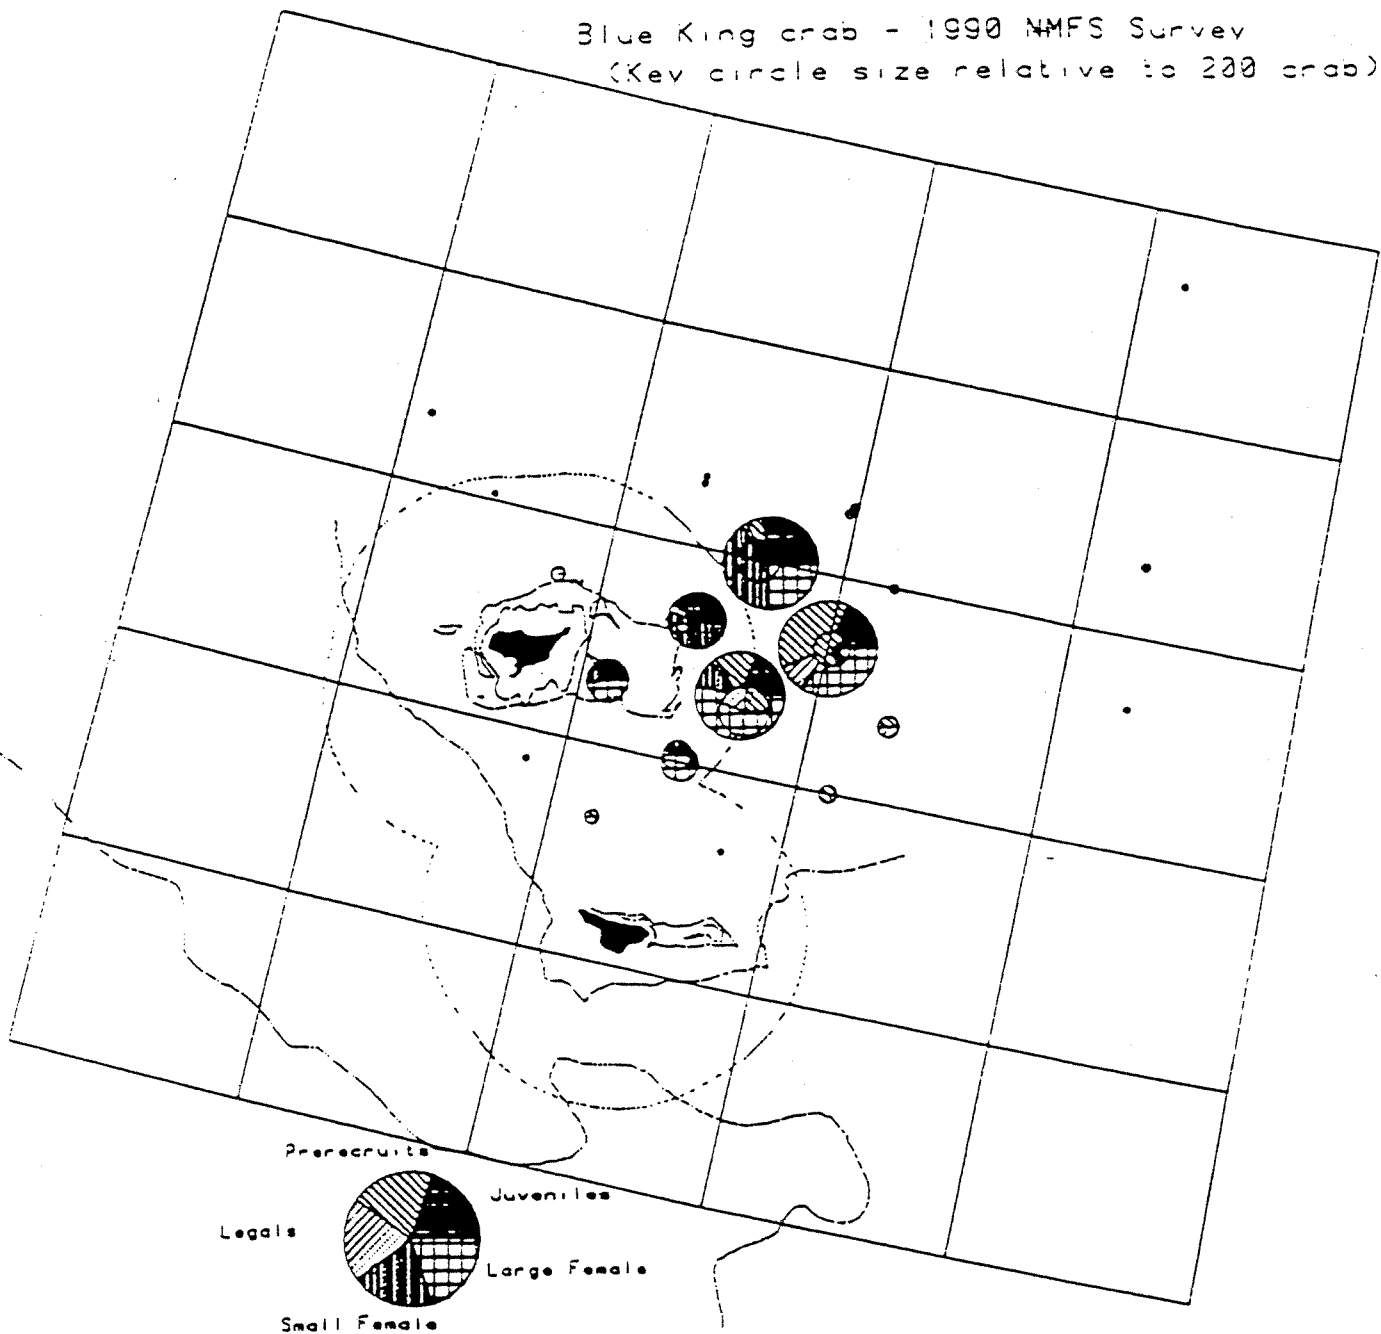 Blue King crab - 1990 NMFS Survey
(Key circle size relative to 200 crab)
Prerecruits
Juveniles
Legals
Large Female
Small Female